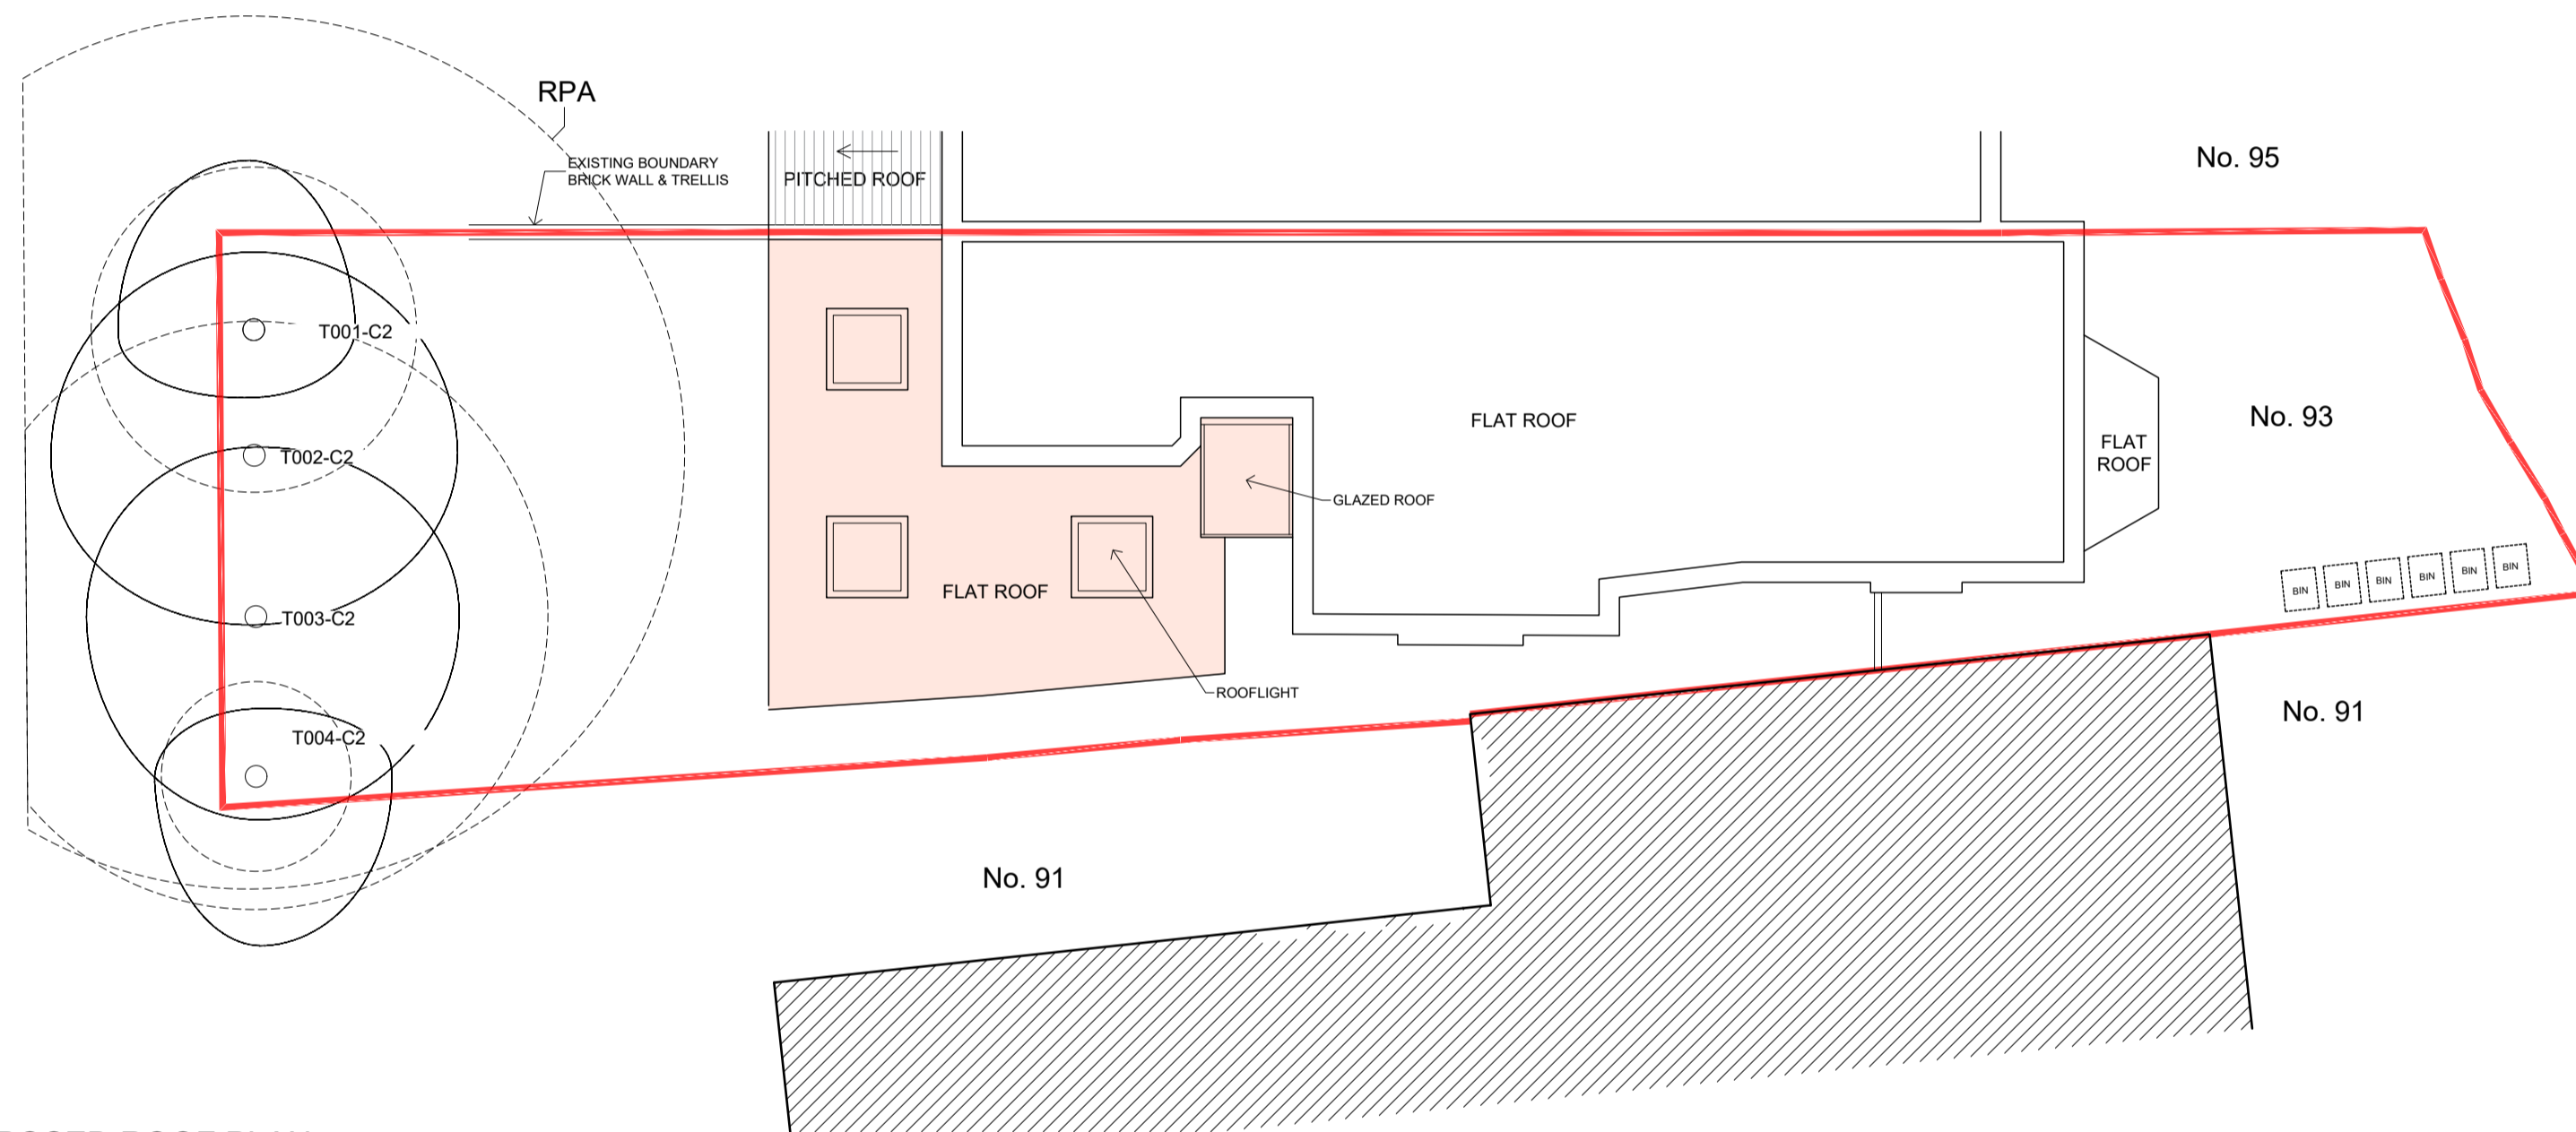 RPA
EXISTING BOUNDARY
BRICK WALL & TRELLIS
PITCHED ROOF
No. 95
T001-C2
T002-C2
T003-C2
T004-C2
FLAT ROOF
FLAT
ROOF
No. 93
GLAZED ROOF
FLAT ROOF
ROOFLIGHT
BIN
BIN
BIN
BIN
BIN
BIN
No. 91
No. 91